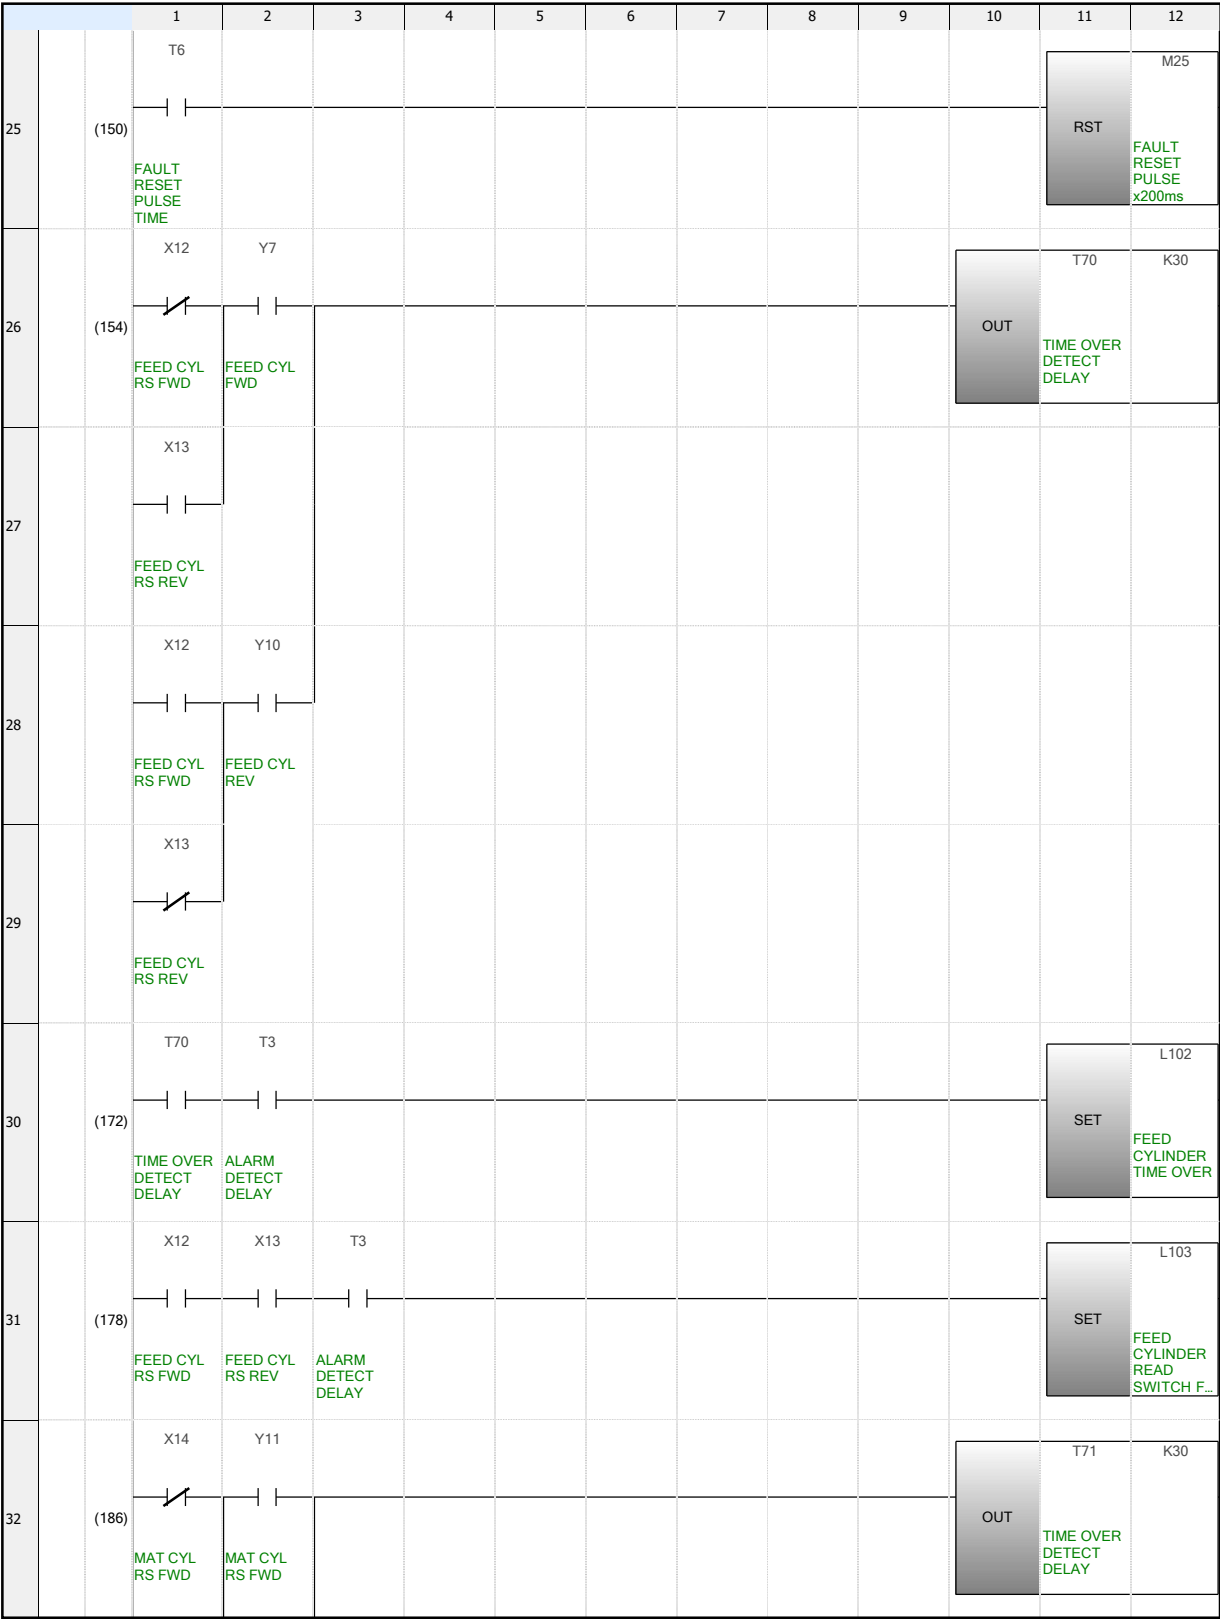 1 2 3 4 5 6 7 8 9 10 11 12
T6
M25
25 (150)
RST
FAULT
RESET
PULSE
TIME
FAULT
RESET
PULSE
x200ms
X12 Y7
T70 K30
26 (154)
OUT
FEED CYL
RS FWD
FEED CYL
FWD
TIME OVER
DETECT
DELAY
X13
27
FEED CYL
RS REV
X12 Y10
28
FEED CYL
RS FWD
FEED CYL
REV
X13
29
FEED CYL
RS REV
T70 T3
L102
30 (172)
SET
TIME OVER
DETECT
DELAY
ALARM
DETECT
DELAY
FEED
CYLINDER
TIME OVER
X12 X13 T3
L103
31 (178)
SET
FEED CYL
RS FWD
FEED CYL
RS REV
ALARM
DETECT
DELAY
FEED
CYLINDER
READ
SWITCH F...
X14 Y11
T71 K30
32 (186)
OUT
MAT CYL
RS FWD
MAT CYL
RS FWD
TIME OVER
DETECT
DELAY